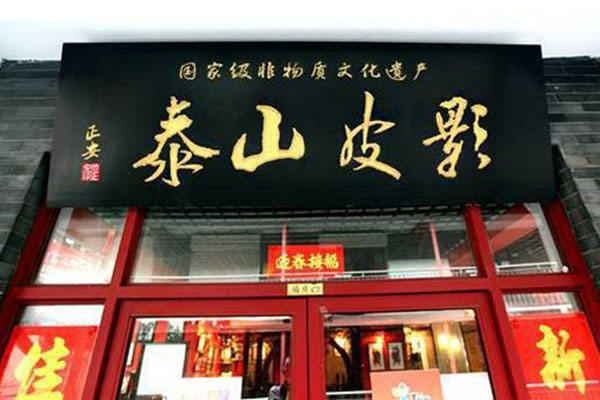 国家级非物质文化遗产
泰山皮影
正安
迎春接福
佳
新